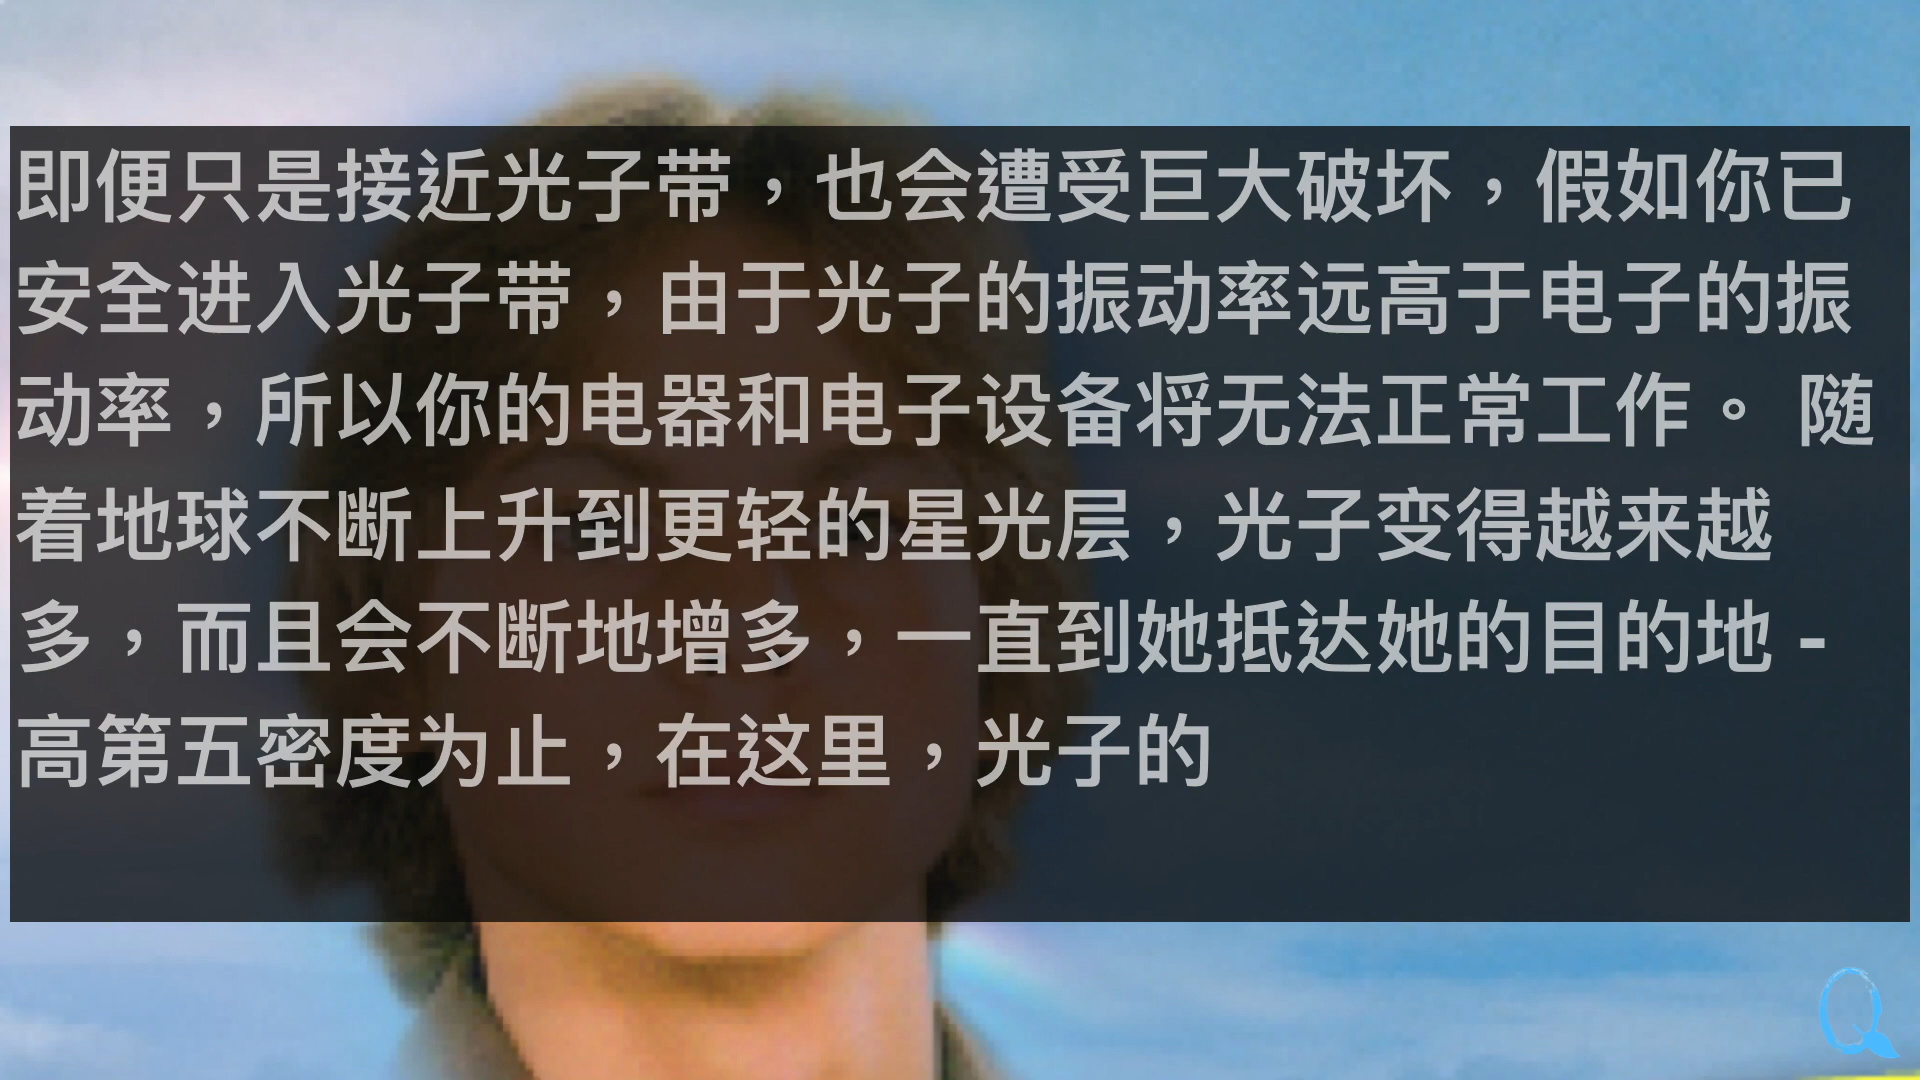 即便只是接近光子带，也会遭受巨大破坏，假如你已
安全进入光子带，由于光子的振动率远高于电子的振
动率，所以你的电器和电子设备将无法正常工作。 随
着地球不断上升到更轻的星光层，光子变得越来越
多，而且会不断地增多，一直到她抵达她的目的地 -
高第五密度为止，在这里，光子的